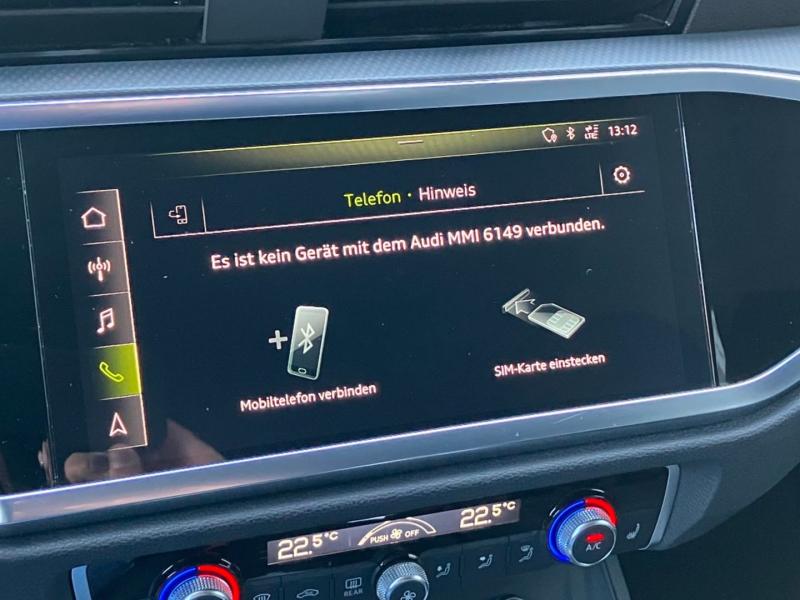 13:12
Telefon · Hinweis
Es ist kein Gerät mit dem Audi MMI 6149 verbunden.
Mobiltelefon verbinden
SIM-Karte einstecken
22.5°C
PUSH OFF
22.5°C
A/C
REAR